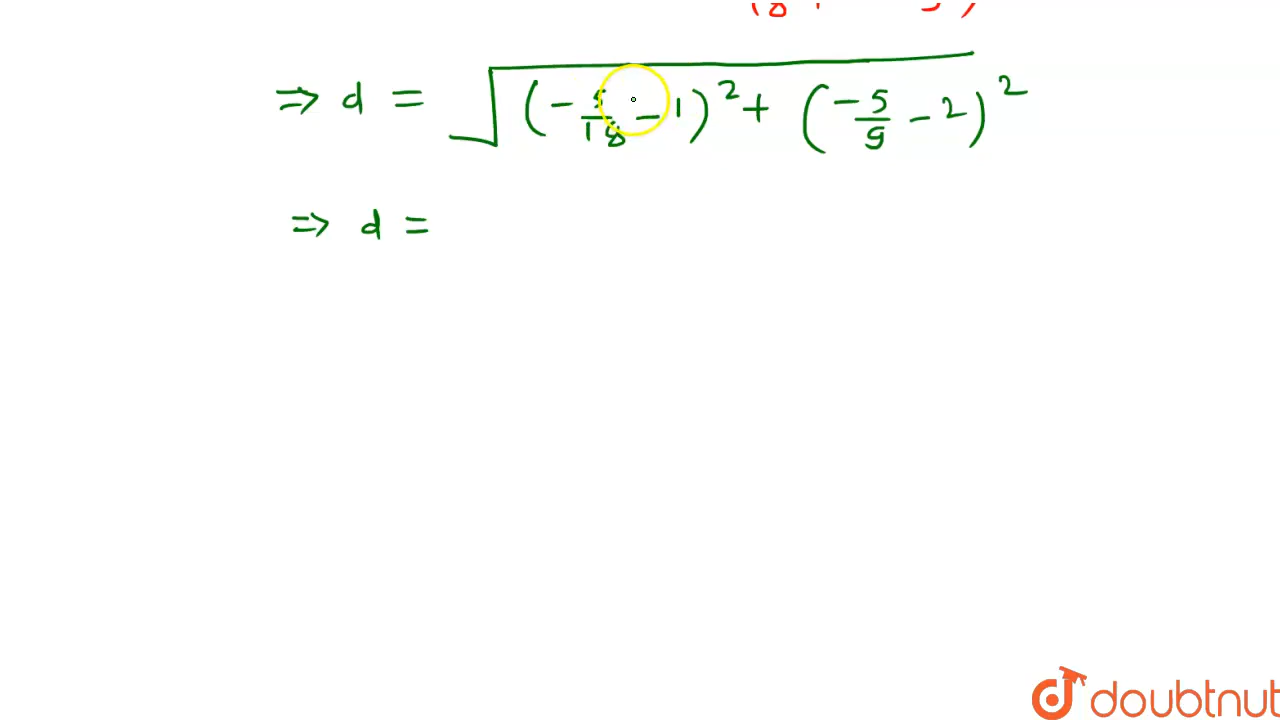 ⇒ d = √((-5/18 - 1)² + (-5/9 - 2)²)
⇒ d =
doubtnut